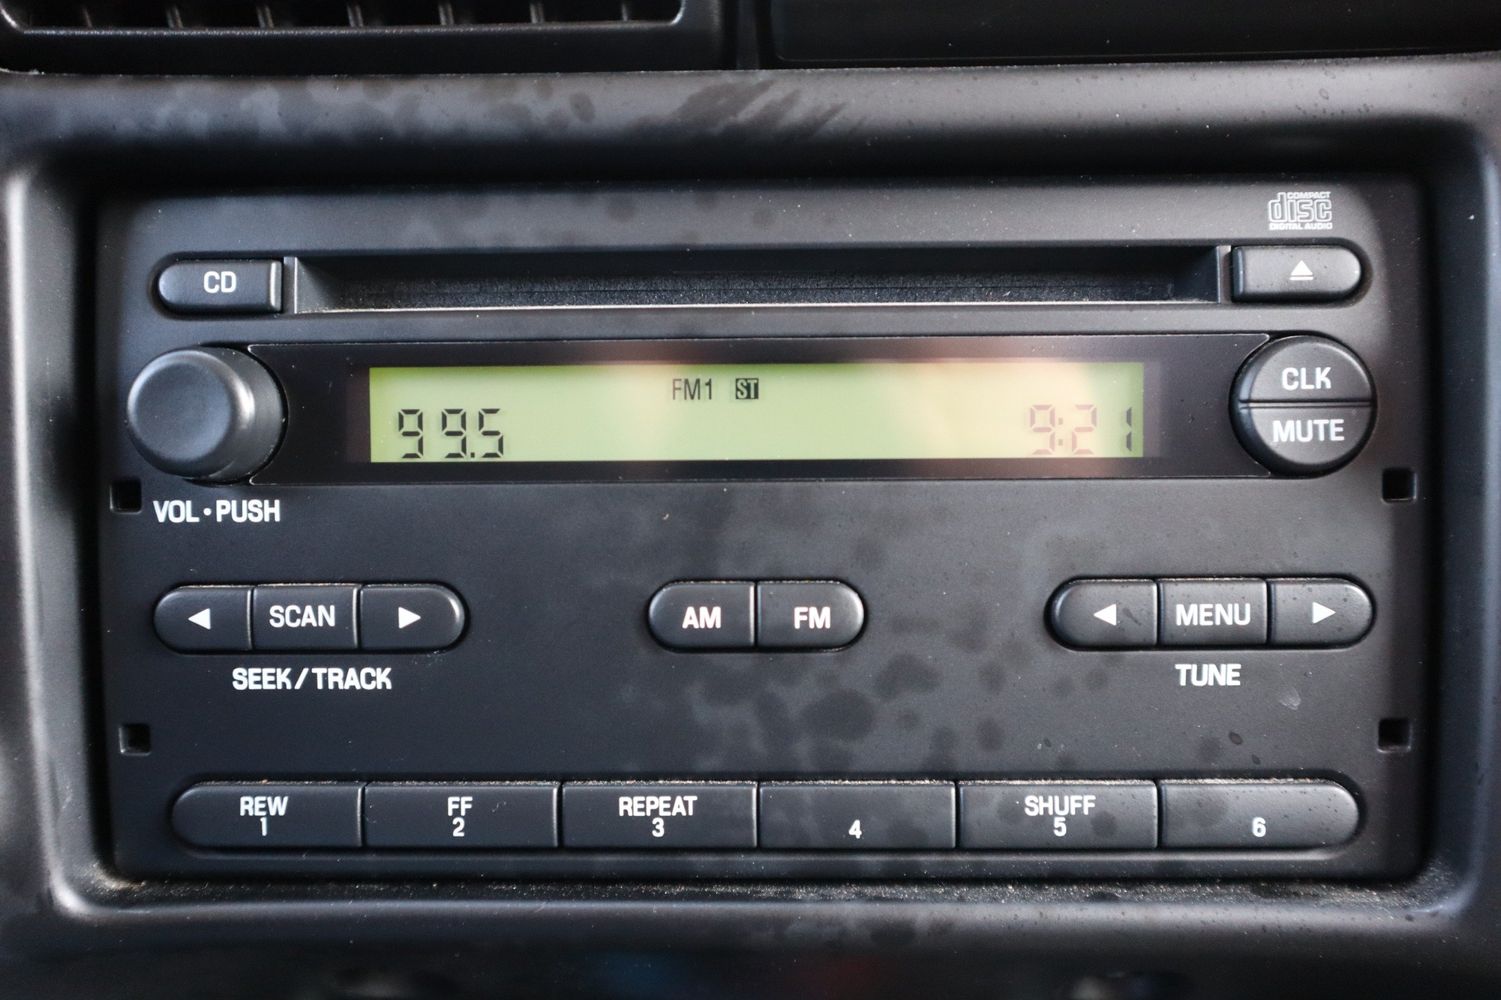 COMPACT
disc
DIGITAL AUDIO
CD
FM1 ST
99.5 9:21
CLK
MUTE
VOL•PUSH
SCAN AM FM MENU
SEEK/TRACK TUNE
REW FF REPEAT SHUFF
1 2 3 4 5 6